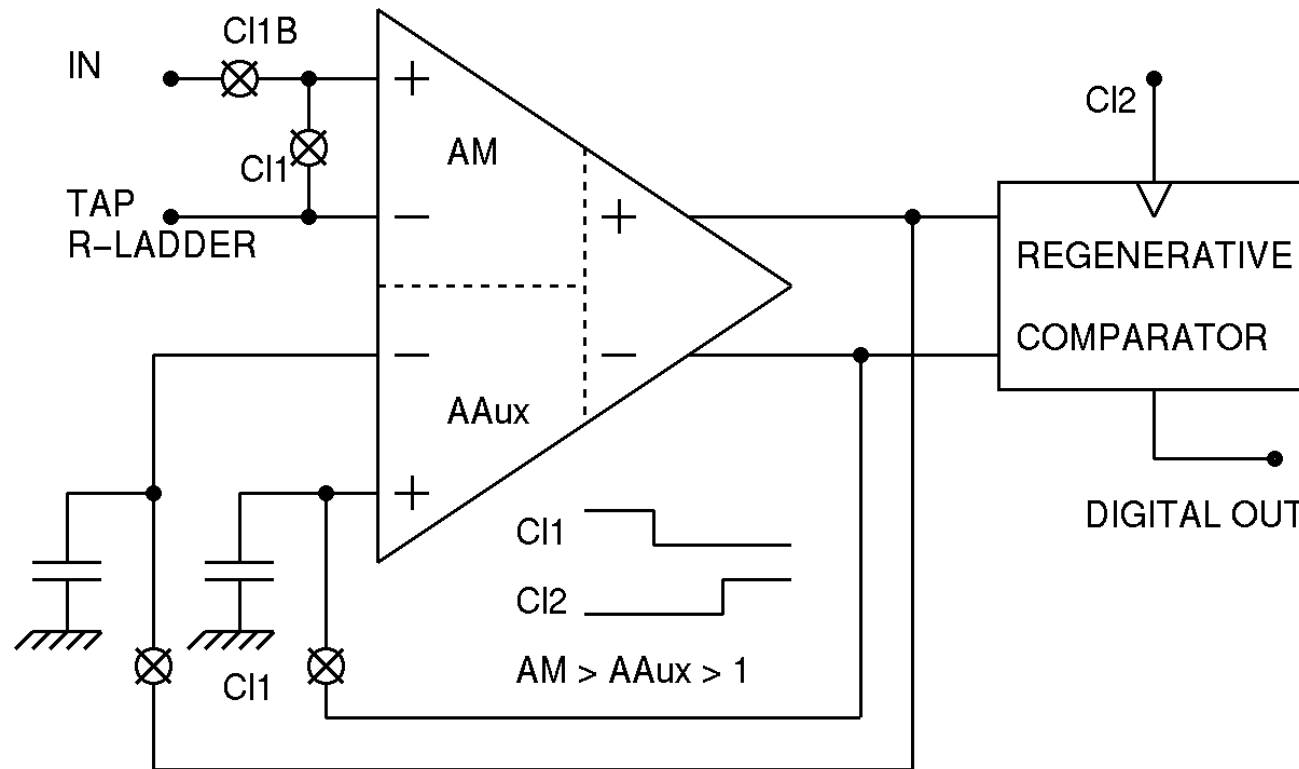 Cl1B
IN
Cl2
+
AM
Cl1
TAP
R–LADDER
–
+
REGENERATIVE
–
–
COMPARATOR
AAux
+
Cl1
DIGITAL OUT
Cl2
Cl1
AM > AAux > 1